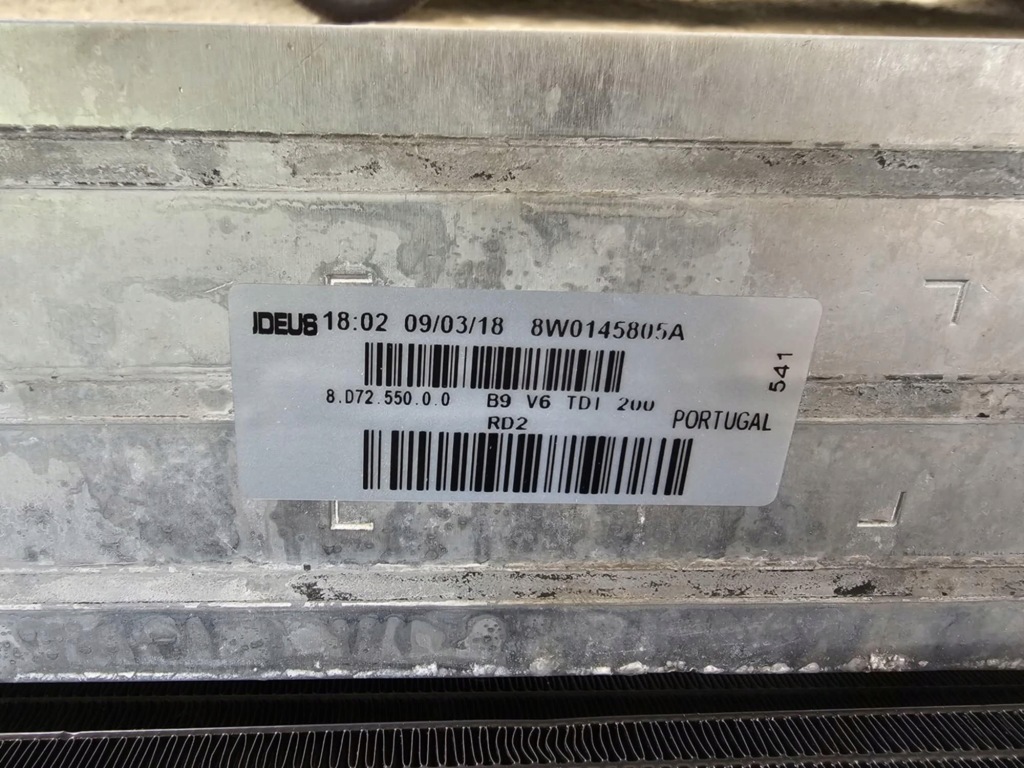 IDEUS 18:02 09/03/18 8W0145805A
8.D72.550.0.0 B9 V6 TDI 200
RD2
PORTUGAL
541